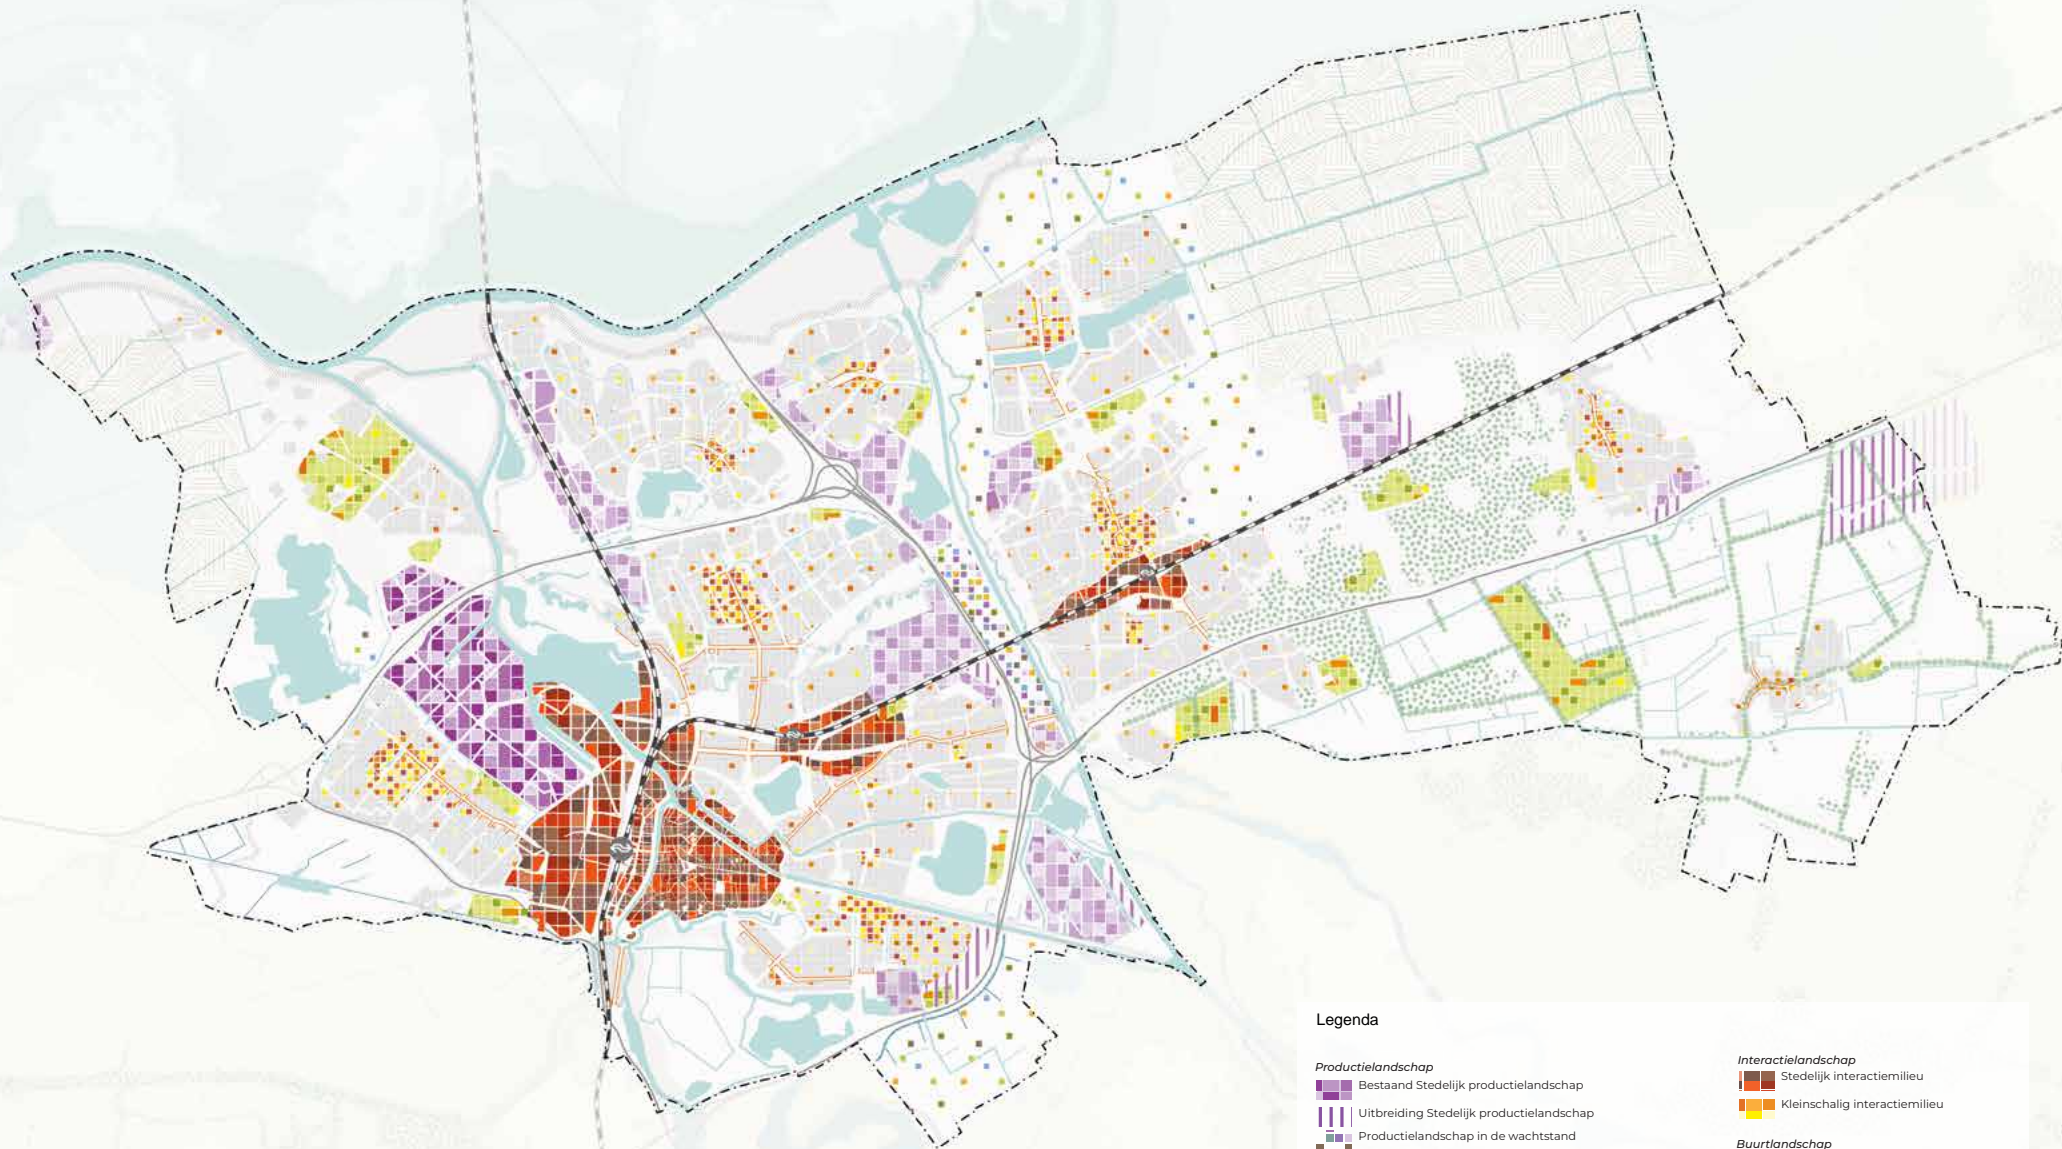 Legenda
Productielandschap
Bestaand Stedelijk productielandschap
Uitbreiding Stedelijk productielandschap
Productielandschap in de wachtstand
Interactielandschap
Stedelijk interactiemilieu
Kleinschalig interactiemilieu
Buurtlandschap